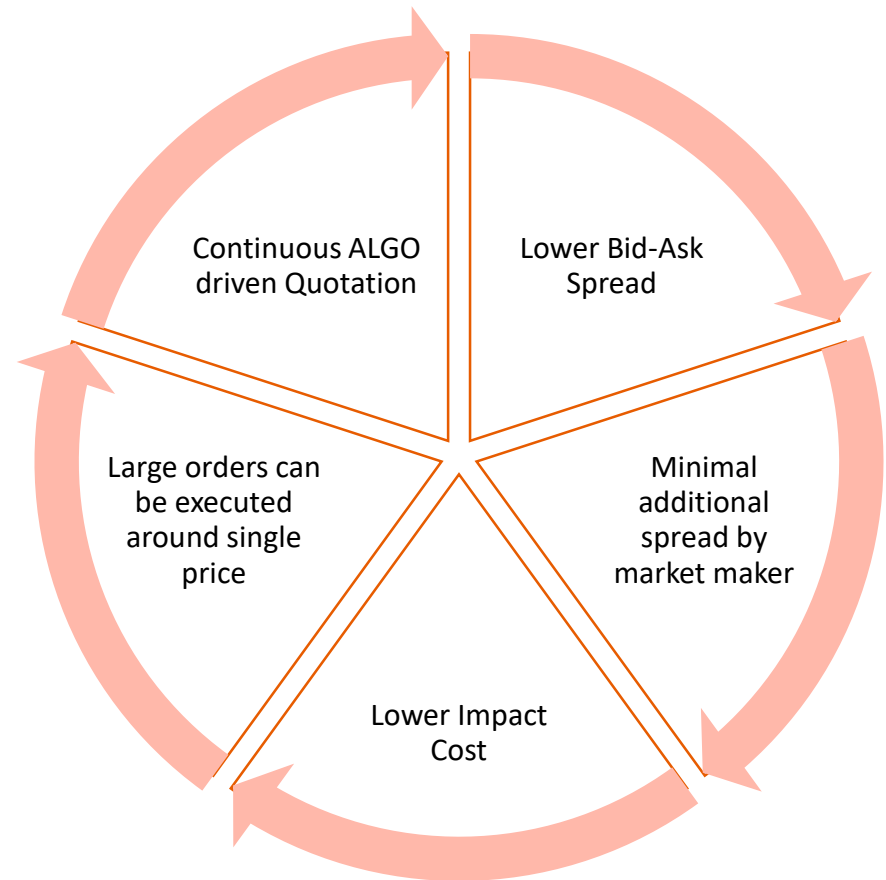 Continuous ALGO
driven Quotation
Lower Bid-Ask
Spread
Minimal
additional
spread by
market maker
Lower Impact
Cost
Large orders can
be executed
around single
price